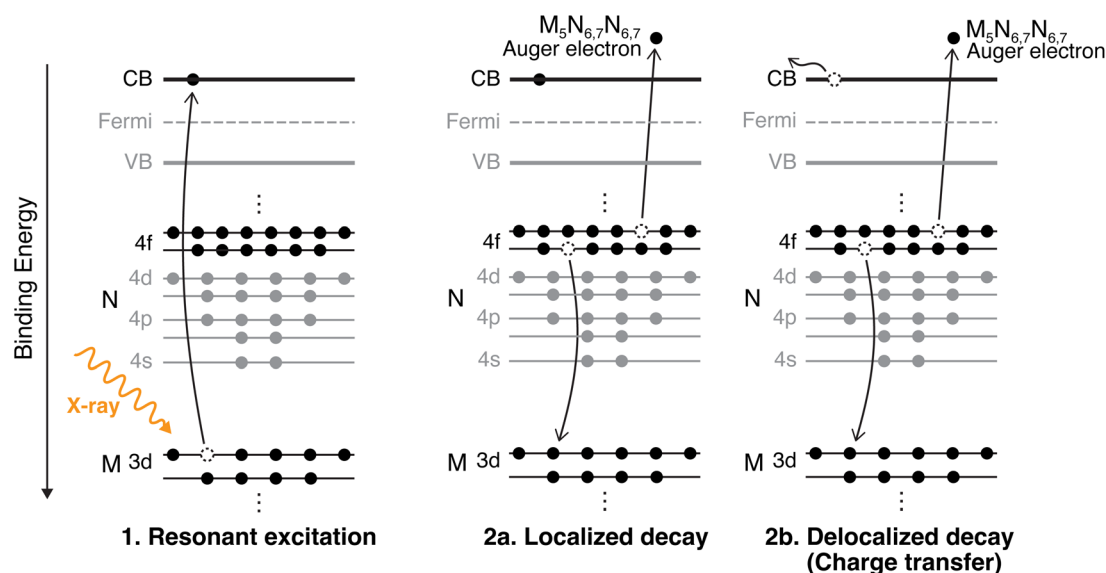 Binding Energy
CB
Fermi
VB
4f
4d
N
4p
4s
X-ray
M 3d
1. Resonant excitation
M₅N₆,₇N₆,₇
Auger electron
CB
Fermi
VB
4f
4d
N
4p
4s
M 3d
2a. Localized decay
M₅N₆,₇N₆,₇
Auger electron
CB
Fermi
VB
4f
4d
N
4p
4s
M 3d
2b. Delocalized decay
(Charge transfer)